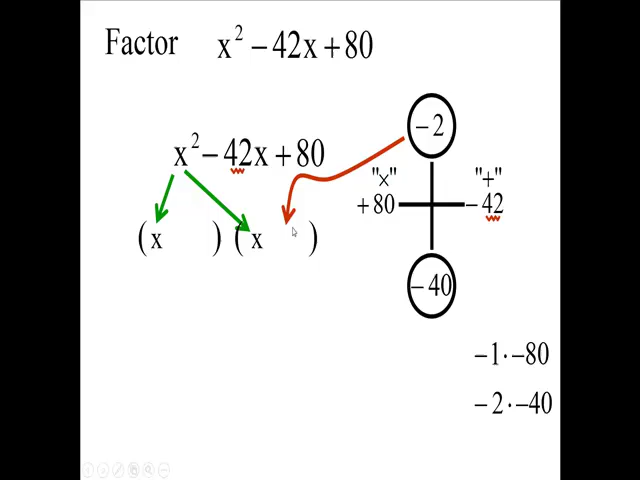 Factor x² − 42x + 80
− 2
x² − 42x + 80
"×" "+"
+ 80 − 42
( x ) ( x )
− 40
−1 · −80
− 2 · −40